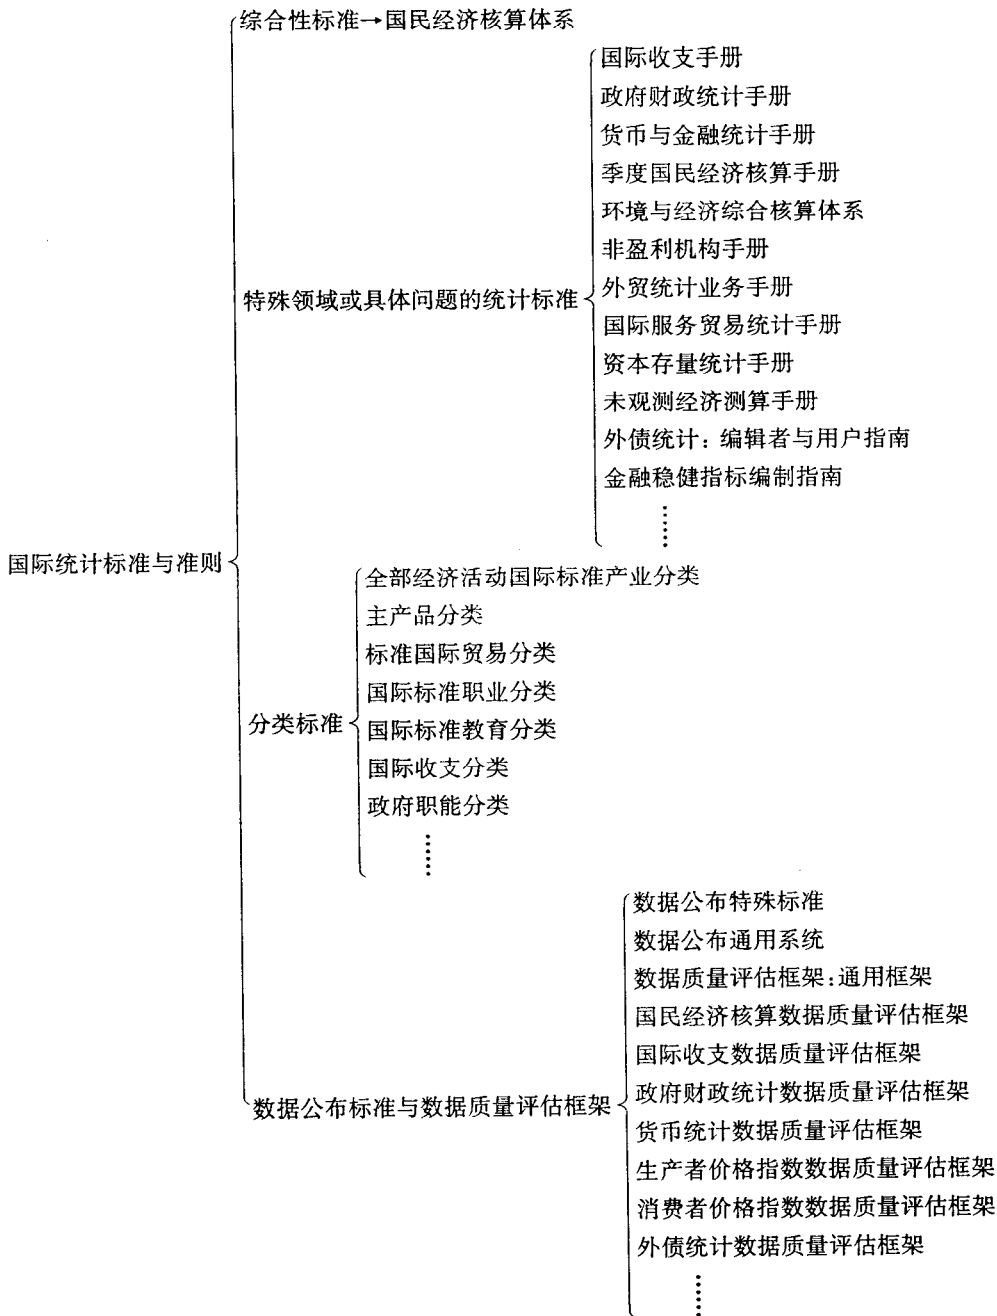 综合性标准→国民经济核算体系
国际收支手册
政府财政统计手册
货币与金融统计手册
季度国民经济核算手册
环境与经济综合核算体系
非盈利机构手册
外贸统计业务手册
特殊领域或具体问题的统计标准
国际服务贸易统计手册
资本存量统计手册
未观测经济测算手册
外债统计：编辑者与用户指南
金融稳健指标编制指南
……
国际统计标准与准则
全部经济活动国际标准产业分类
主产品分类
标准国际贸易分类
国际标准职业分类
分类标准
国际标准教育分类
国际收支分类
政府职能分类
……
数据公布特殊标准
数据公布通用系统
数据质量评估框架:通用框架
国民经济核算数据质量评估框架
国际收支数据质量评估框架
政府财政统计数据质量评估框架
数据公布标准与数据质量评估框架
货币统计数据质量评估框架
生产者价格指数数据质量评估框架
消费者价格指数数据质量评估框架
外债统计数据质量评估框架
……